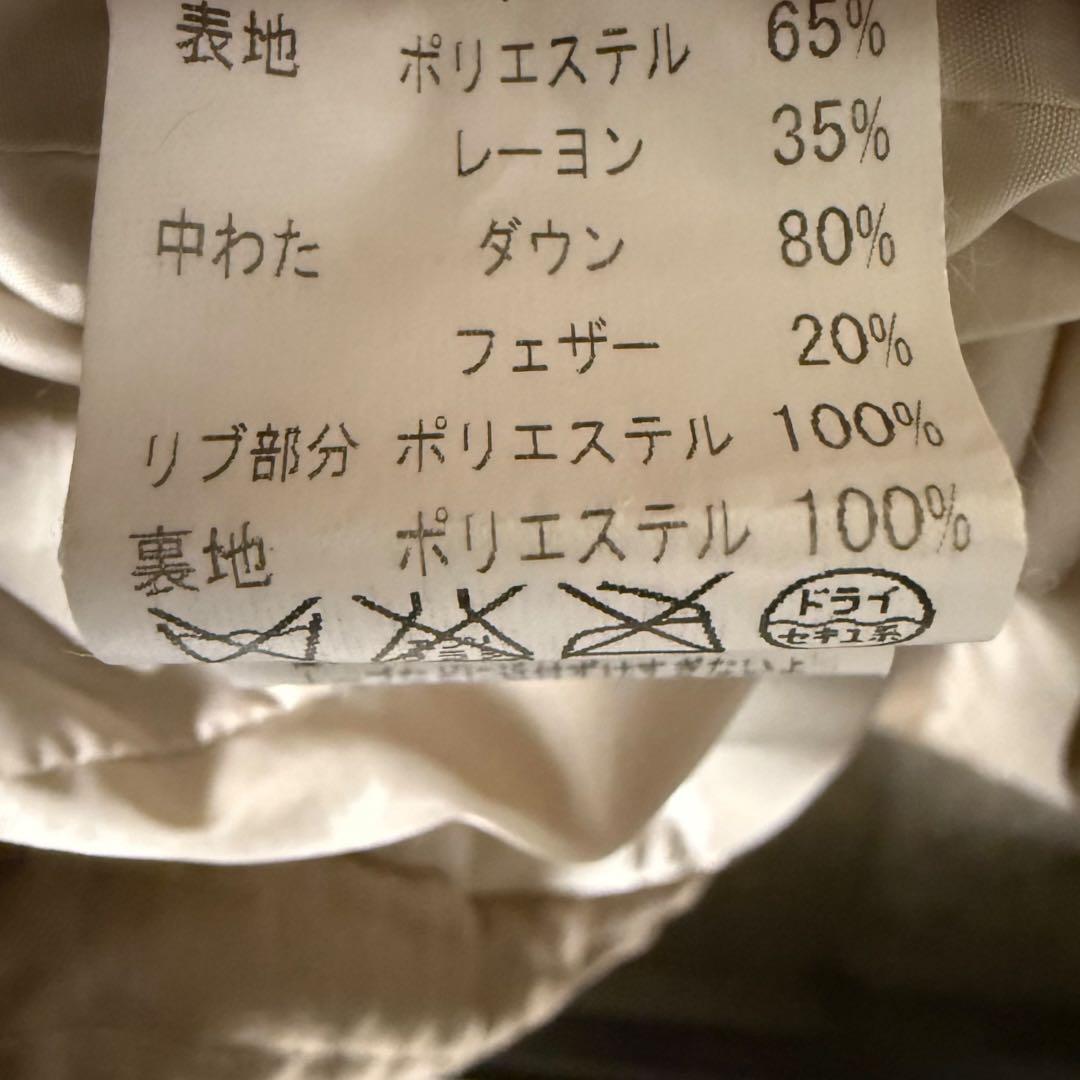 表地 ポリエステル 65%
レーヨン 35%
中わた ダウン 80%
フェザー 20%
リブ部分 ポリエステル 100%
裏地 ポリエステル 100%
ドライ
セキユ系